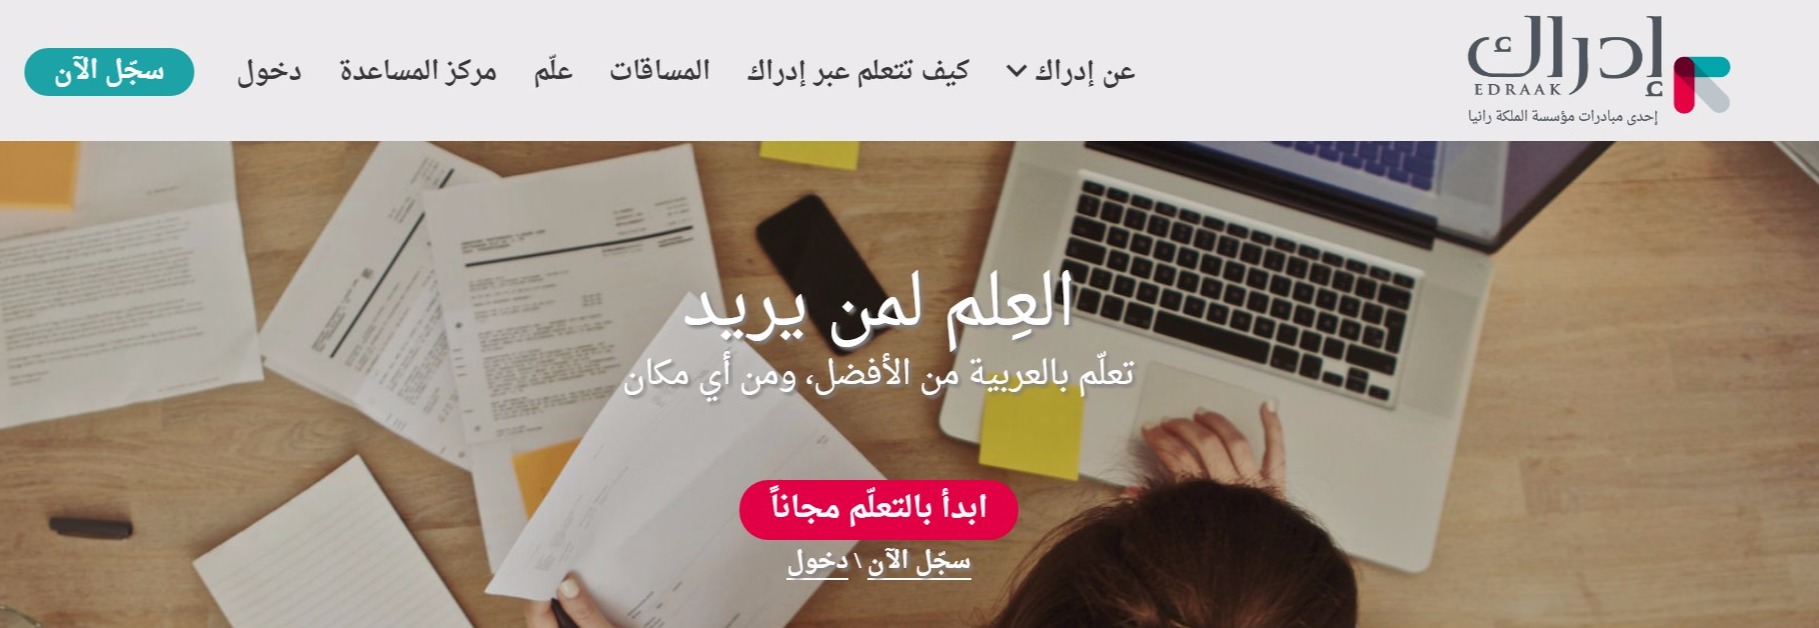 إدراك
EDRAAK
إحدى مبادرات مؤسسة الملكة رانيا
عن إدراك كيف تتعلم عبر إدراك المساقات علّم مركز المساعدة دخول سجّل الآن
العِلم لمن يريد
تعلّم بالعربية من الأفضل، ومن أي مكان
ابدأ بالتعلّم مجاناً
سجّل الآن \ دخول